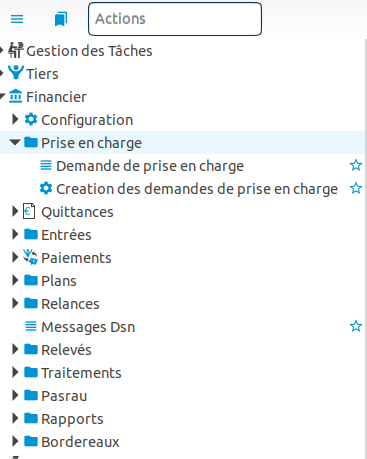 Actions
Gestion des Tâches
Tiers
Financier
Configuration
Prise en charge
Demande de prise en charge
Creation des demandes de prise en charge
Quittances
Entrées
Paiements
Plans
Relances
Messages Dsn
Relevés
Traitements
Pasrau
Rapports
Bordereaux